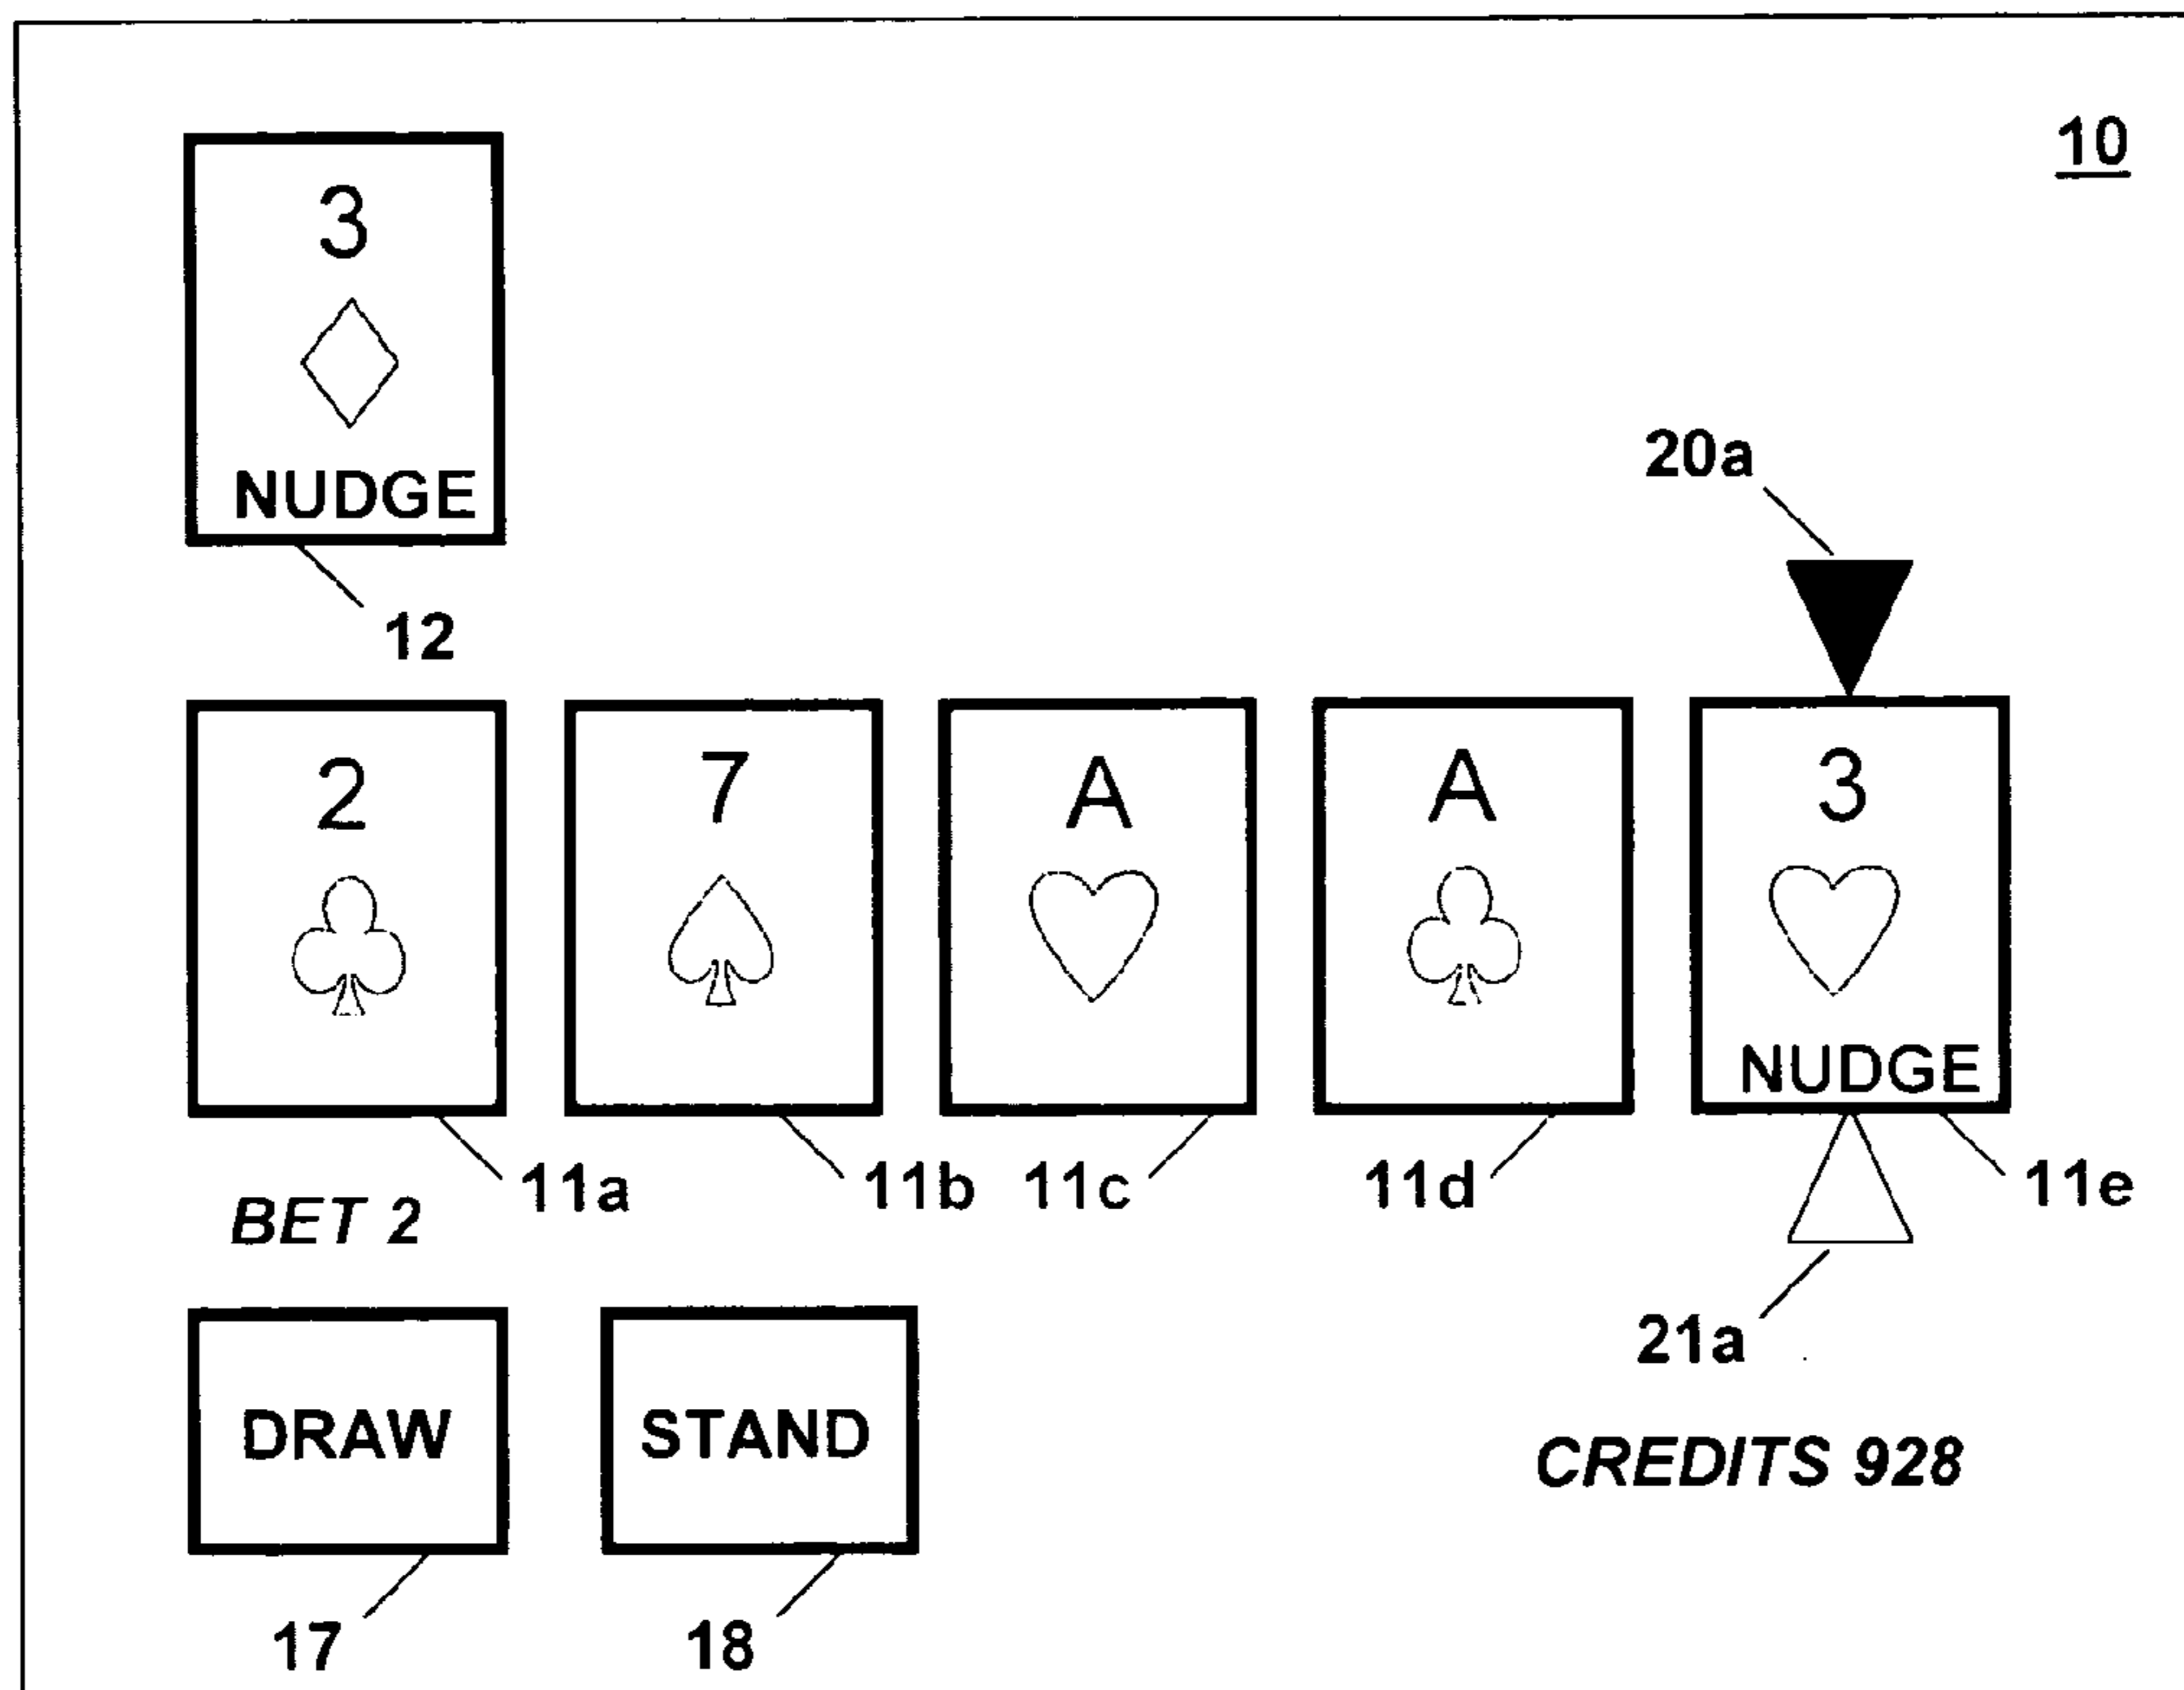 10
3
NUDGE
12
20a
2 7 A A 3
NUDGE
11a 11b 11c 11d 11e
BET 2
21a
DRAW STAND
CREDITS 928
17 18